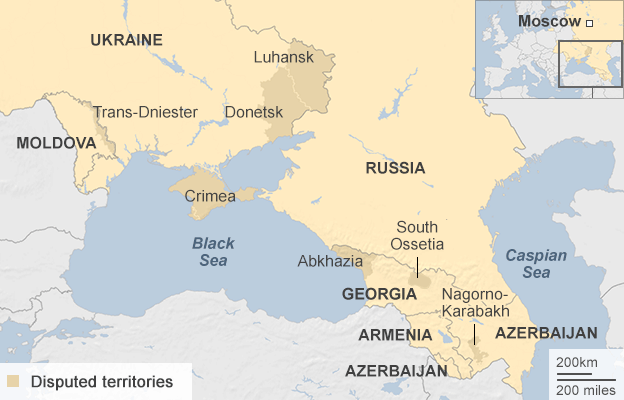 Moscow
UKRAINE
Luhansk
Trans-Dniester
Donetsk
MOLDOVA
RUSSIA
Crimea
South
Ossetia
Black
Sea
Caspian
Sea
Abkhazia
GEORGIA
Nagorno-
Karabakh
ARMENIA
AZERBAIJAN
AZERBAIJAN
200km
200 miles
Disputed territories